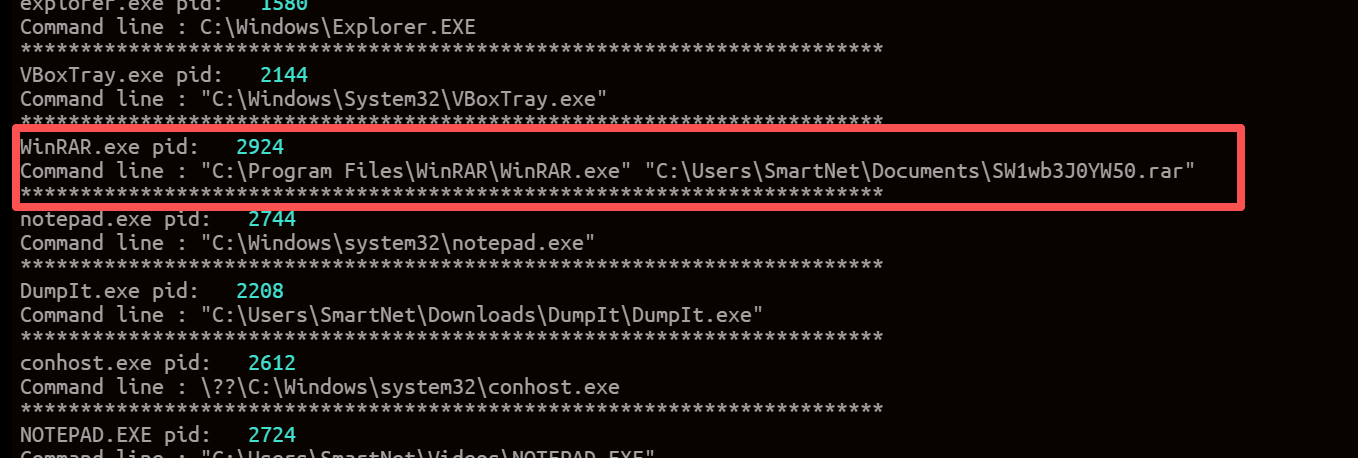 explorer.exe pid:   1580
Command line : C:\Windows\Explorer.EXE
************************************************************************
VBoxTray.exe pid:   2144
Command line : "C:\Windows\System32\VBoxTray.exe"
************************************************************************
WinRAR.exe pid:   2924
Command line : "C:\Program Files\WinRAR\WinRAR.exe" "C:\Users\SmartNet\Documents\SW1wb3J0YW50.rar"
************************************************************************
notepad.exe pid:   2744
Command line : "C:\Windows\system32\notepad.exe"
************************************************************************
DumpIt.exe pid:   2208
Command line : "C:\Users\SmartNet\Downloads\DumpIt\DumpIt.exe"
************************************************************************
conhost.exe pid:   2612
Command line : \??\C:\Windows\system32\conhost.exe
************************************************************************
NOTEPAD.EXE pid:   2724
Command line : "C:\Users\SmartNet\Videos\NOTEPAD.EXE"